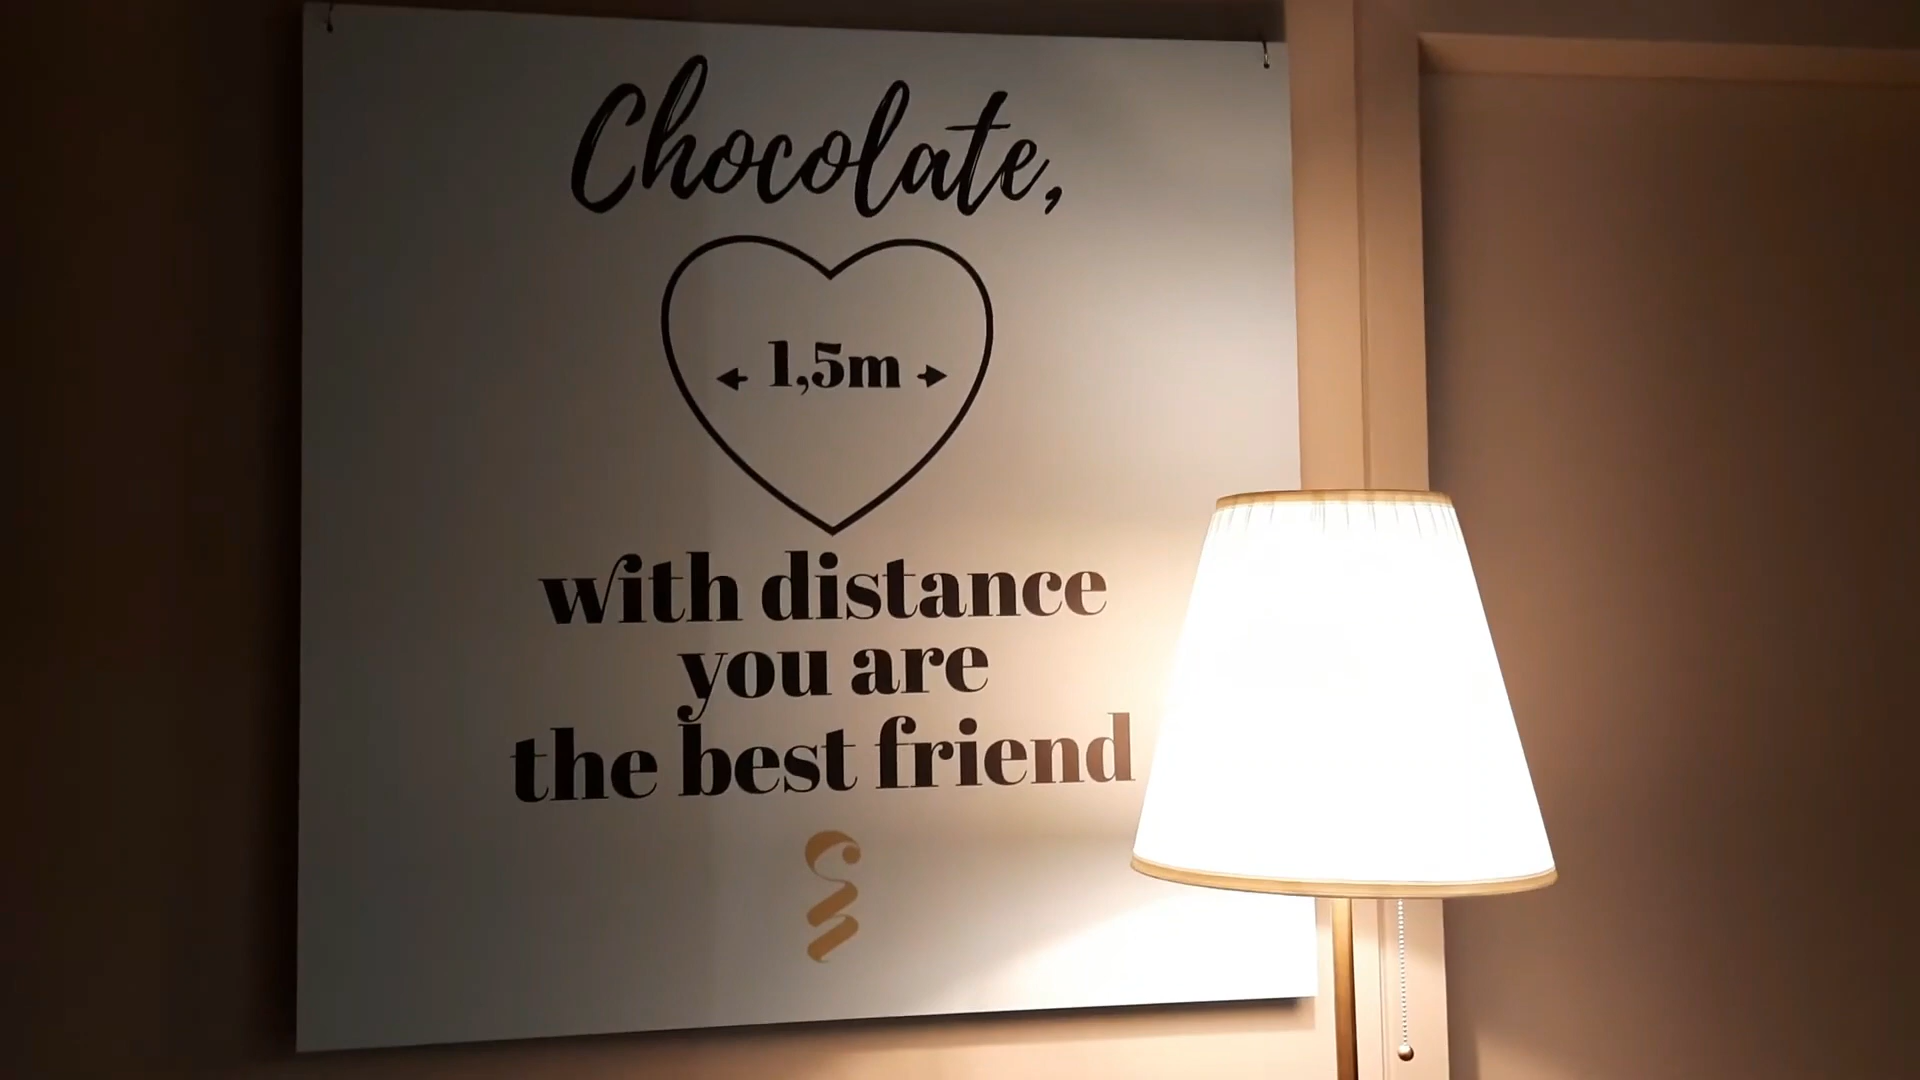 Chocolate,
1,5m
with distance
you are
the best friend